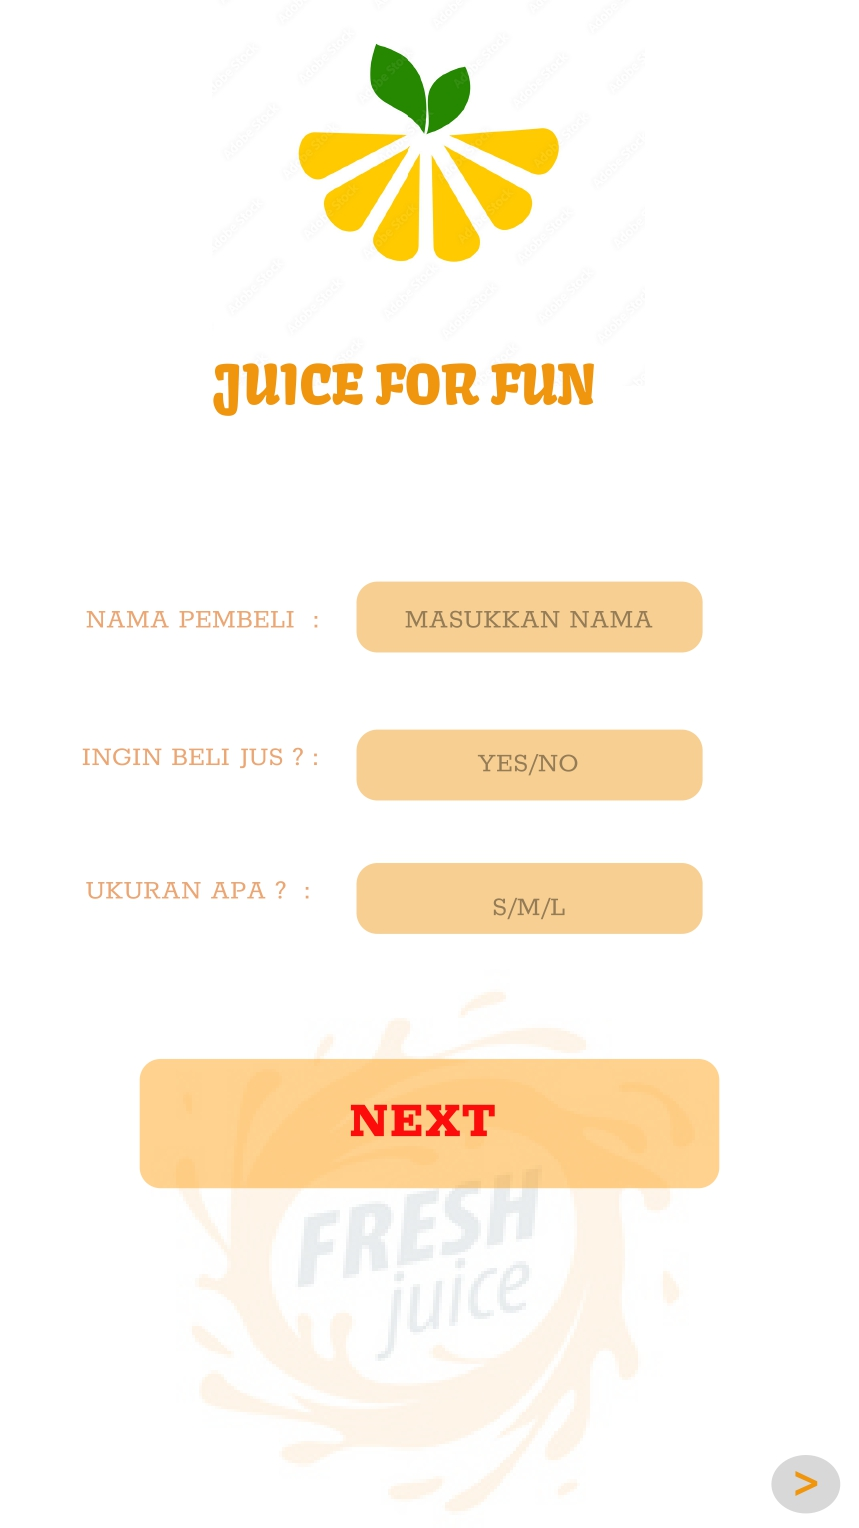 JUICE FOR FUN
NAMA PEMBELI :
MASUKKAN NAMA
INGIN BELI JUS ? :
YES/NO
UKURAN APA ? :
S/M/L
NEXT
FRESH
juice
>